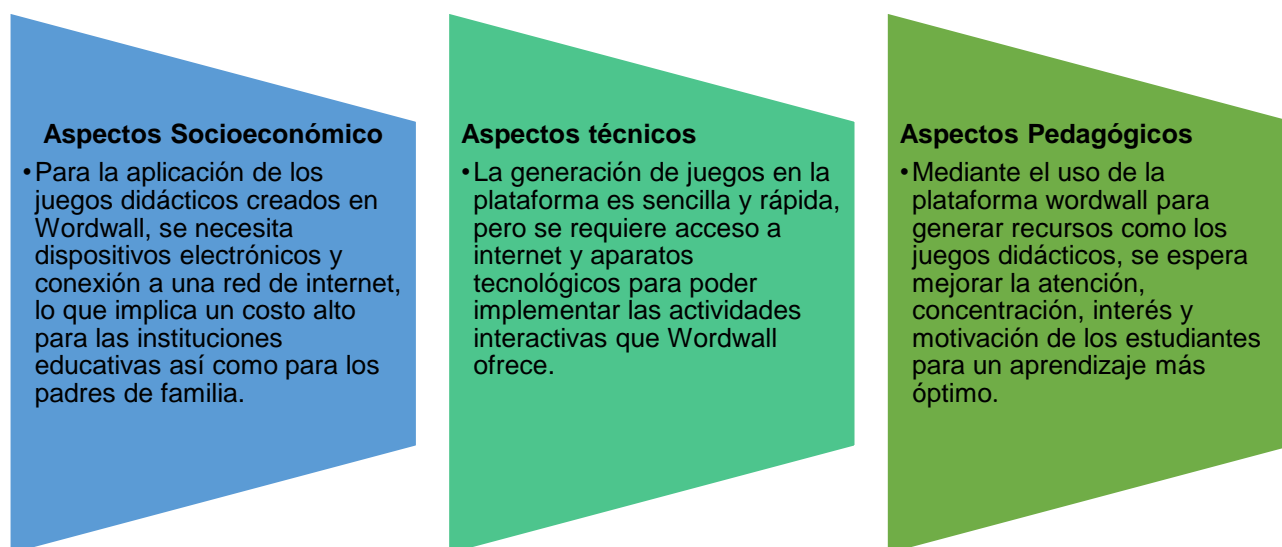 Aspectos Socioeconómico
•Para la aplicación de los
juegos didácticos creados en
Wordwall, se necesita
dispositivos electrónicos y
conexión a una red de internet,
lo que implica un costo alto
para las instituciones
educativas así como para los
padres de familia.
Aspectos técnicos
•La generación de juegos en la
plataforma es sencilla y rápida,
pero se requiere acceso a
internet y aparatos
tecnológicos para poder
implementar las actividades
interactivas que Wordwall
ofrece.
Aspectos Pedagógicos
•Mediante el uso de la
plataforma wordwall para
generar recursos como los
juegos didácticos, se espera
mejorar la atención,
concentración, interés y
motivación de los estudiantes
para un aprendizaje más
óptimo.